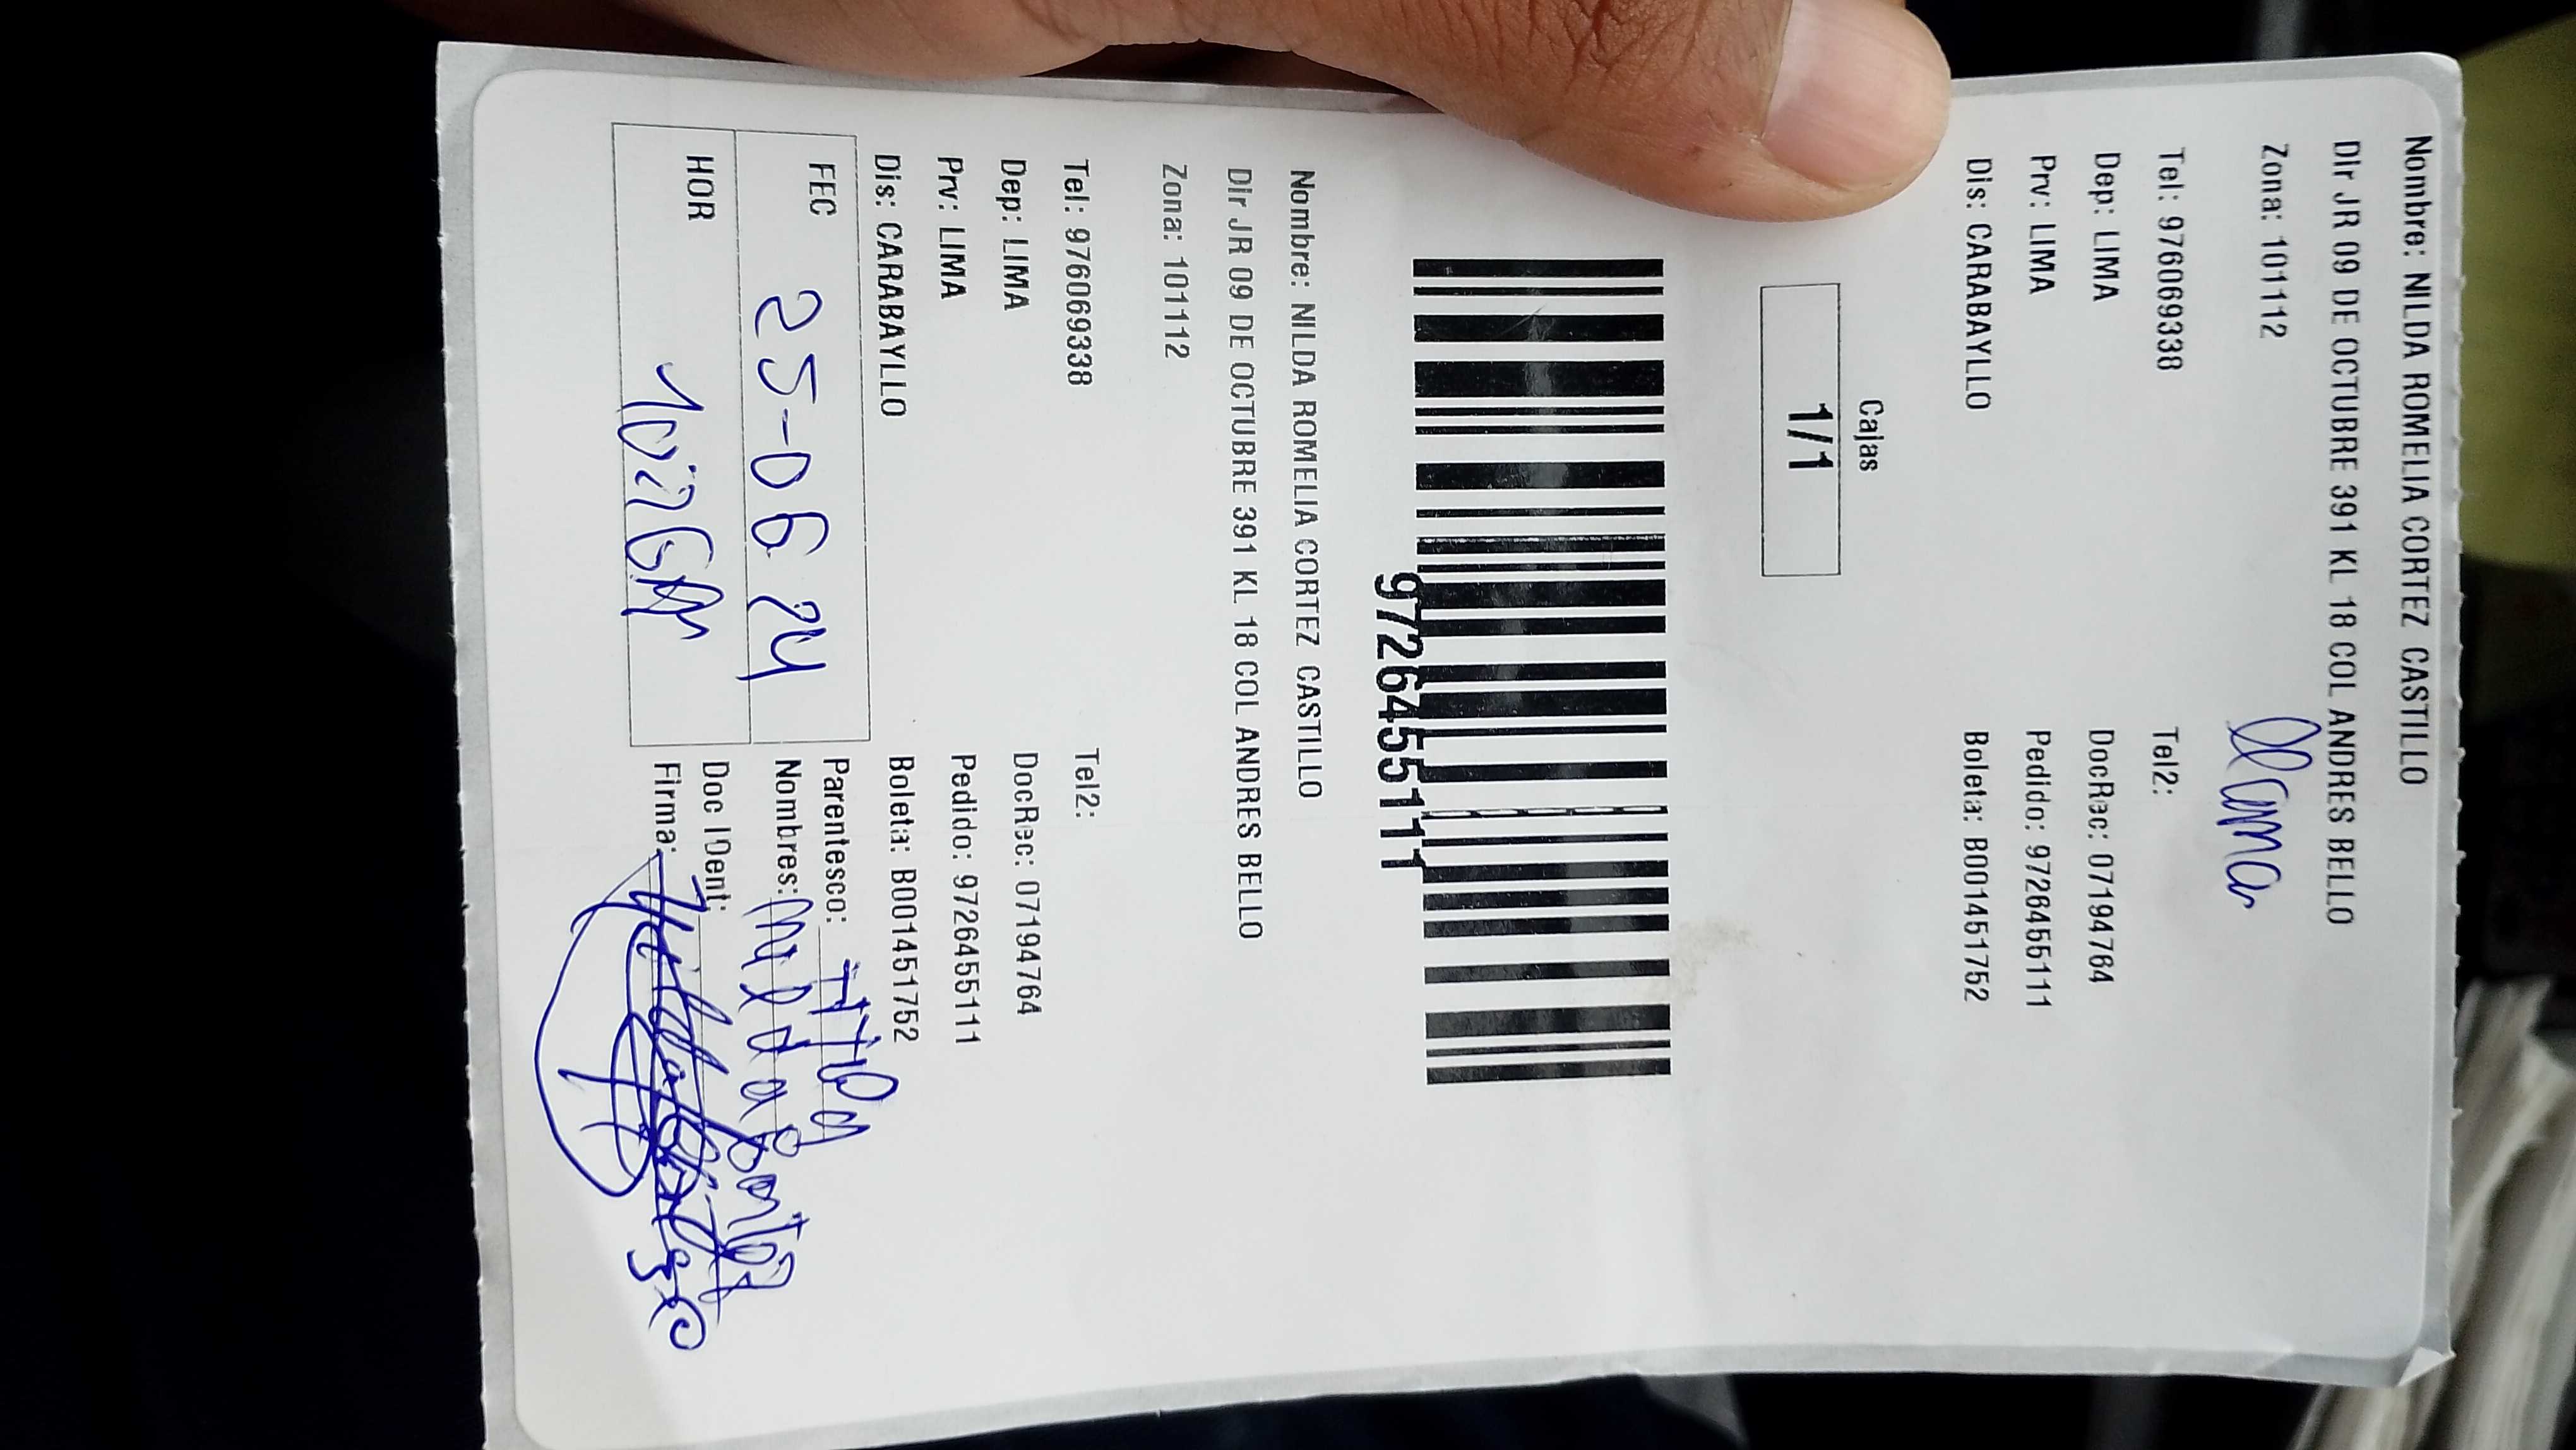 Nombre: NILDA ROMELIA CORTEZ CASTILLO
Dir JR 09 DE OCTUBRE 391 KL 18 COL ANDRES BELLO
Zona: 101112
Llama
Tel: 976069338 Tel2:
Dep: LIMA DocRec: 07194764
Prv: LIMA Pedido: 9726455111
Dis: CARABAYLLO Boleta: B001451752
Cajas
1/1
9726455111
Nombre: NILDA ROMELIA CORTEZ CASTILLO
Dir JR 09 DE OCTUBRE 391 KL 18 COL ANDRES BELLO
Zona: 101112
Tel: 976069338 Tel2:
Dep: LIMA DocRec: 07194764
Prv: LIMA Pedido: 9726455111
Dis: CARABAYLLO Boleta: B001451752
FEC 25-06 24
Parentesco:
Nombres:
HOR
Doc IDent:
Firma: